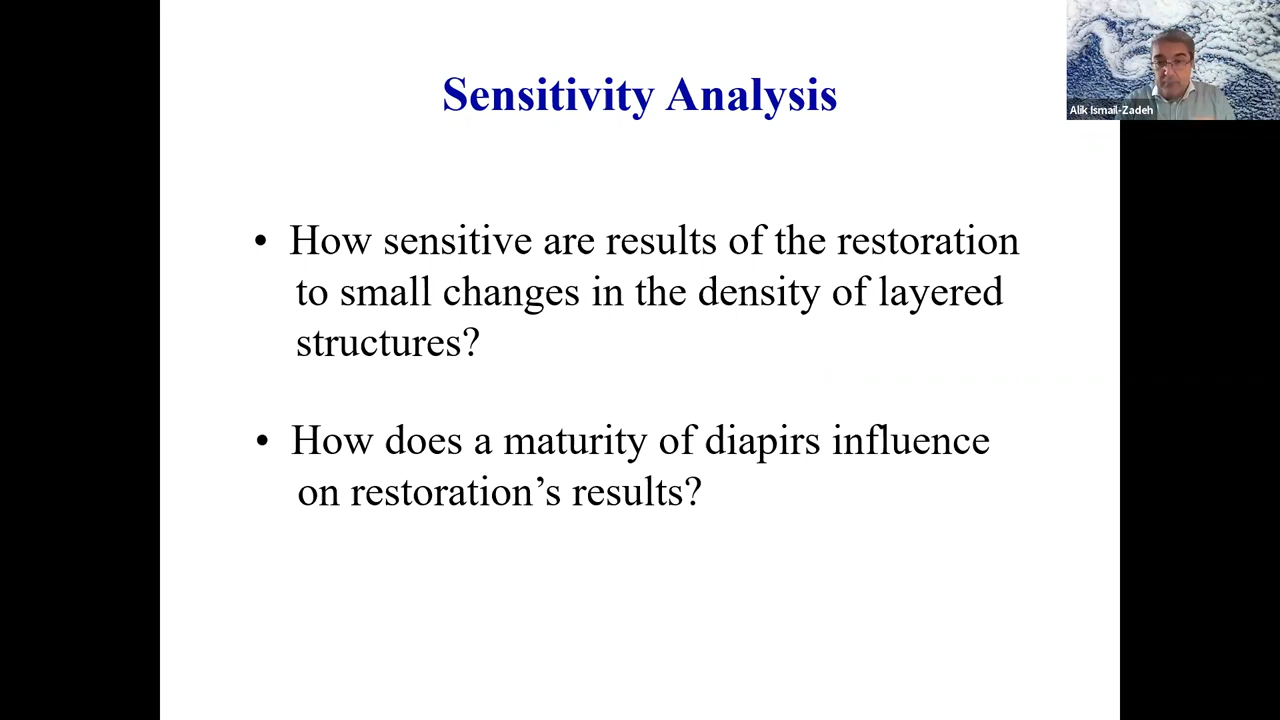 Sensitivity Analysis
Alik Ismail-Zadeh
• How sensitive are results of the restoration
to small changes in the density of layered
structures?
• How does a maturity of diapirs influence
on restoration’s results?